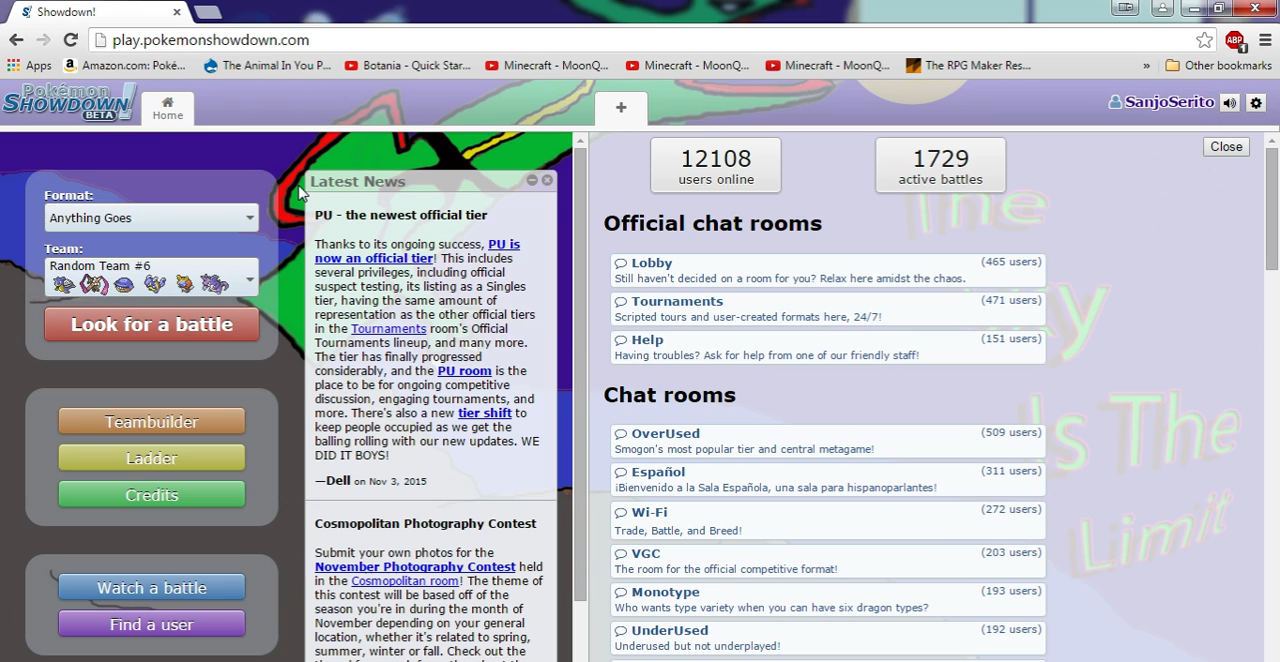 Showdown!
play.pokemonshowdown.com
Apps
Amazon.com: Poké...
The Animal In You P...
Botania - Quick Star...
Minecraft - MoonQ...
Minecraft - MoonQ...
Minecraft - MoonQ...
The RPG Maker Res...
»
Other bookmarks
ABP
1
Pokémon
SHOWDOWN!
BETA
Home
+
SanjoSerito
Format:
Anything Goes
Team:
Random Team #6
Look for a battle
Teambuilder
Ladder
Credits
Watch a battle
Find a user
Latest News
PU - the newest official tier
Thanks to its ongoing success, PU is
now an official tier! This includes
several privileges, including official
suspect testing, its listing as a Singles
tier, having the same amount of
representation as the other official tiers
in the Tournaments room's Official
Tournaments lineup, and many more.
The tier has finally progressed
considerably, and the PU room is the
place to be for ongoing competitive
discussion, engaging tournaments, and
more. There's also a new tier shift to
keep people occupied as we get the
balling rolling with our new updates. WE
DID IT BOYS!
—Dell on Nov 3, 2015
Cosmopolitan Photography Contest
Submit your own photos for the
November Photography Contest held
in the Cosmopolitan room! The theme of
this contest will be based off of the
season you're in during the month of
November depending on your general
location, whether it's related to spring,
summer, winter or fall. Check out the
12108
users online
1729
active battles
Close
Official chat rooms
Lobby (465 users)
Still haven't decided on a room for you? Relax here amidst the chaos.
Tournaments (471 users)
Scripted tours and user-created formats here, 24/7!
Help (151 users)
Having troubles? Ask for help from one of our friendly staff!
Chat rooms
OverUsed (509 users)
Smogon's most popular tier and central metagame!
Español (311 users)
¡Bienvenido a la Sala Española, una sala para hispanoparlantes!
Wi-Fi (272 users)
Trade, Battle, and Breed!
VGC (203 users)
The room for the official competitive format!
Monotype (193 users)
Who wants type variety when you can have six dragon types?
UnderUsed (192 users)
Underused but not underplayed!
The
Sky
Is The
Limit